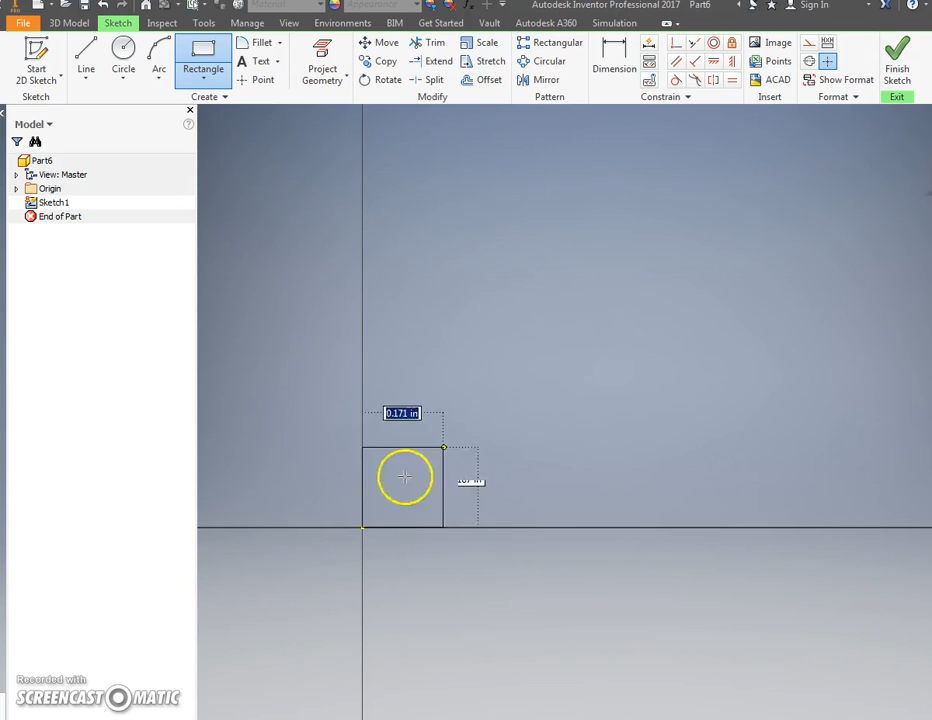 Autodesk Inventor Professional 2017 Part6 Sign In
File 3D Model Sketch Inspect Tools Manage View Environments BIM Get Started Vault Autodesk A360 Simulation
Start
2D Sketch
Line
Circle
Arc
Rectangle
Fillet
Text
Point
Project
Geometry
Move
Copy
Rotate
Trim
Extend
Split
Scale
Stretch
Offset
Rectangular
Circular
Mirror
Dimension
Image
Points
ACAD
Show Format
Finish
Sketch
Sketch Create Modify Pattern Constrain Insert Format Exit
Model
Part6
View: Master
Origin
Sketch1
End of Part
0.171 in
Recorded with
SCREENCAST-O-MATIC